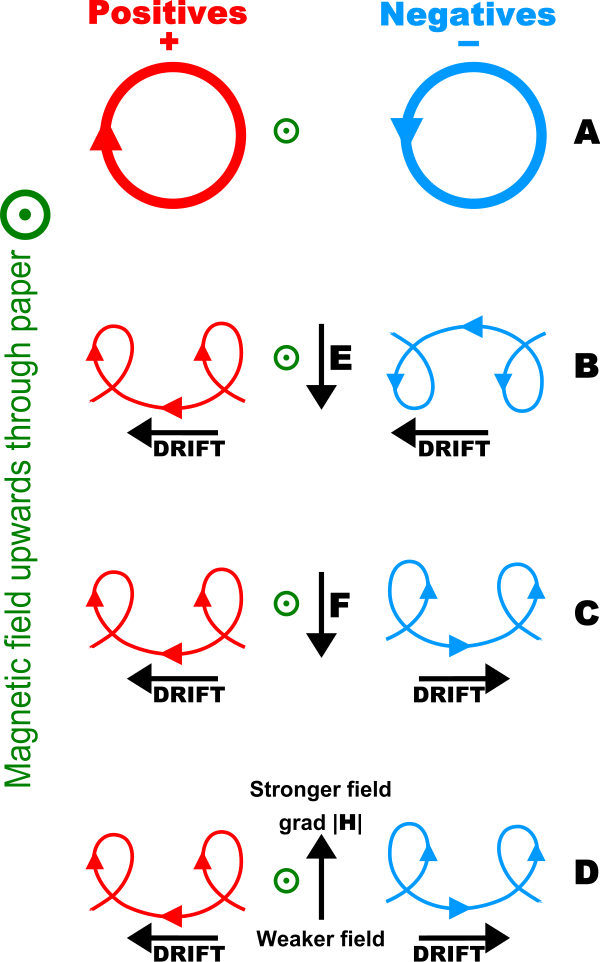 Positives
+
Negatives
−
A
Magnetic field upwards through paper
E
B
DRIFT
DRIFT
F
C
DRIFT
DRIFT
Stronger field
grad |H|
D
Weaker field
DRIFT
DRIFT